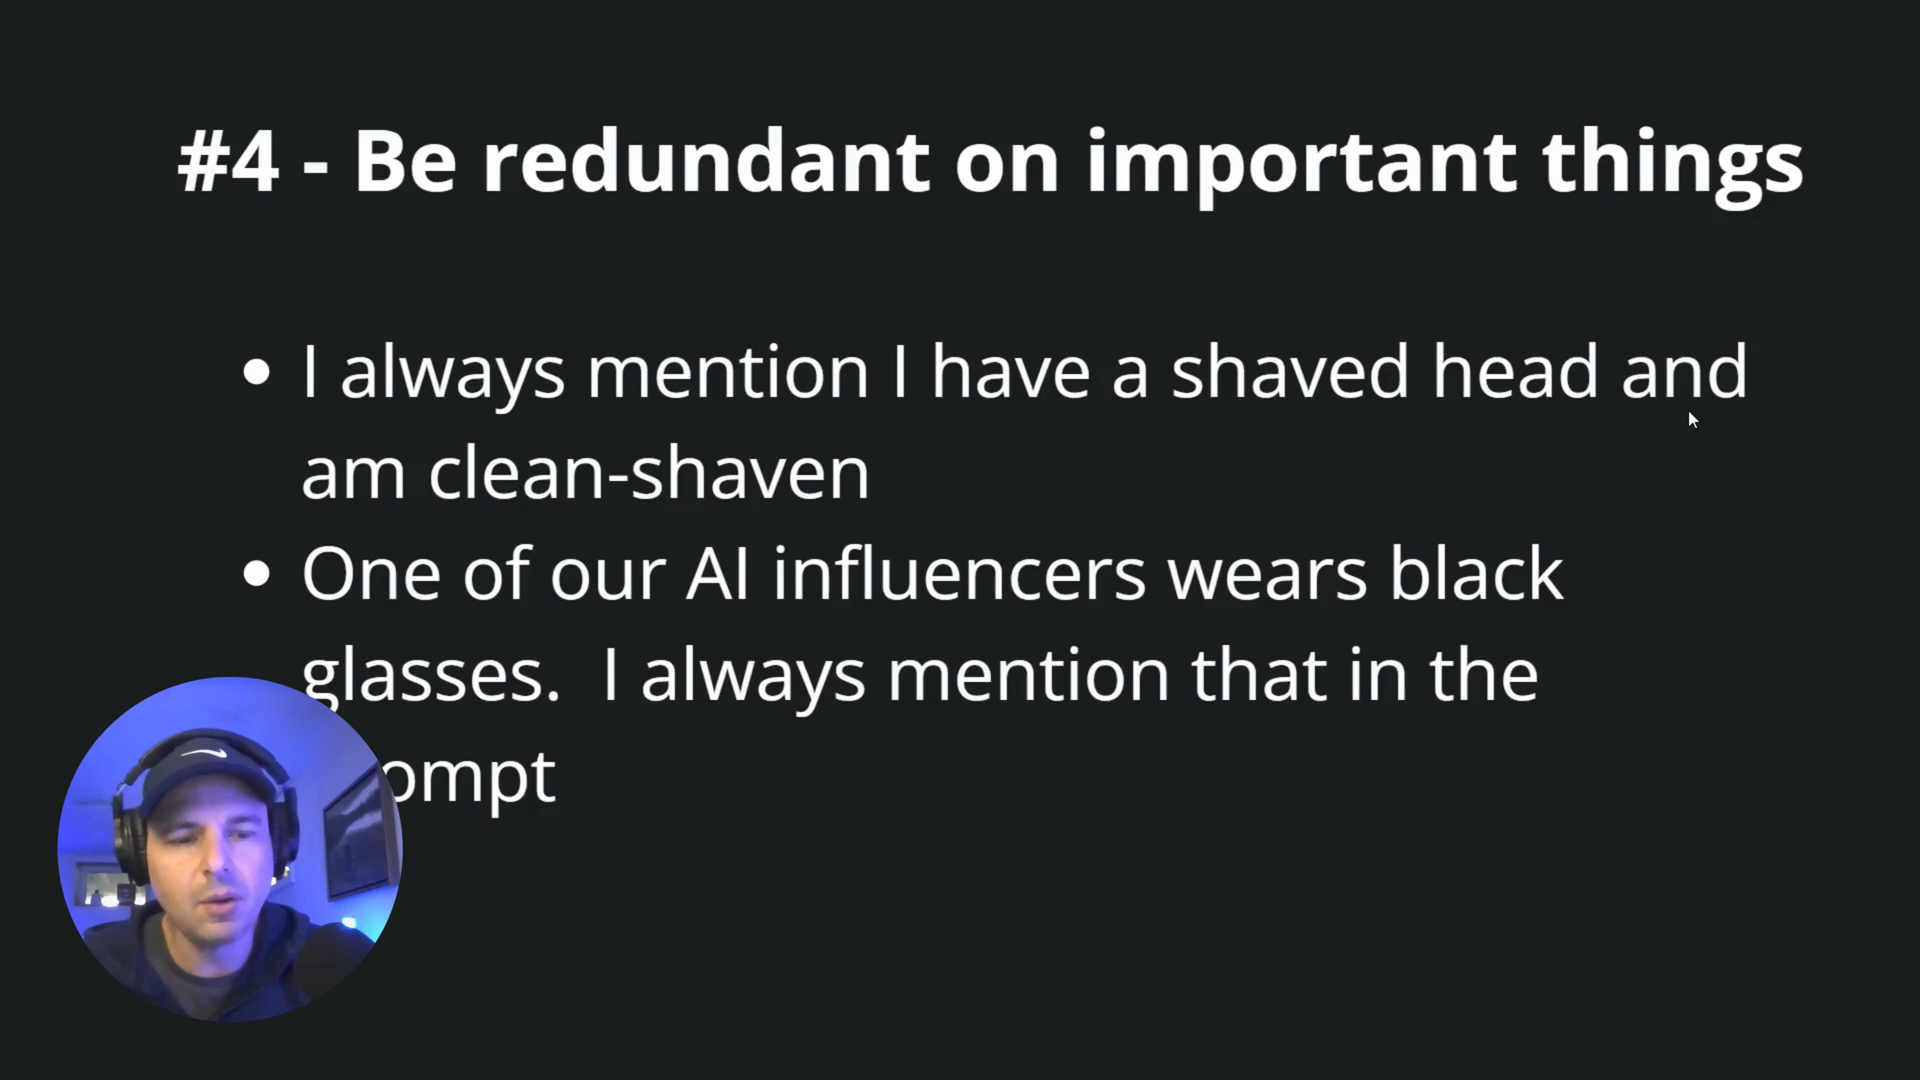 #4 - Be redundant on important things
• I always mention I have a shaved head and
am clean-shaven
• One of our AI influencers wears black
glasses.  I always mention that in the
ompt